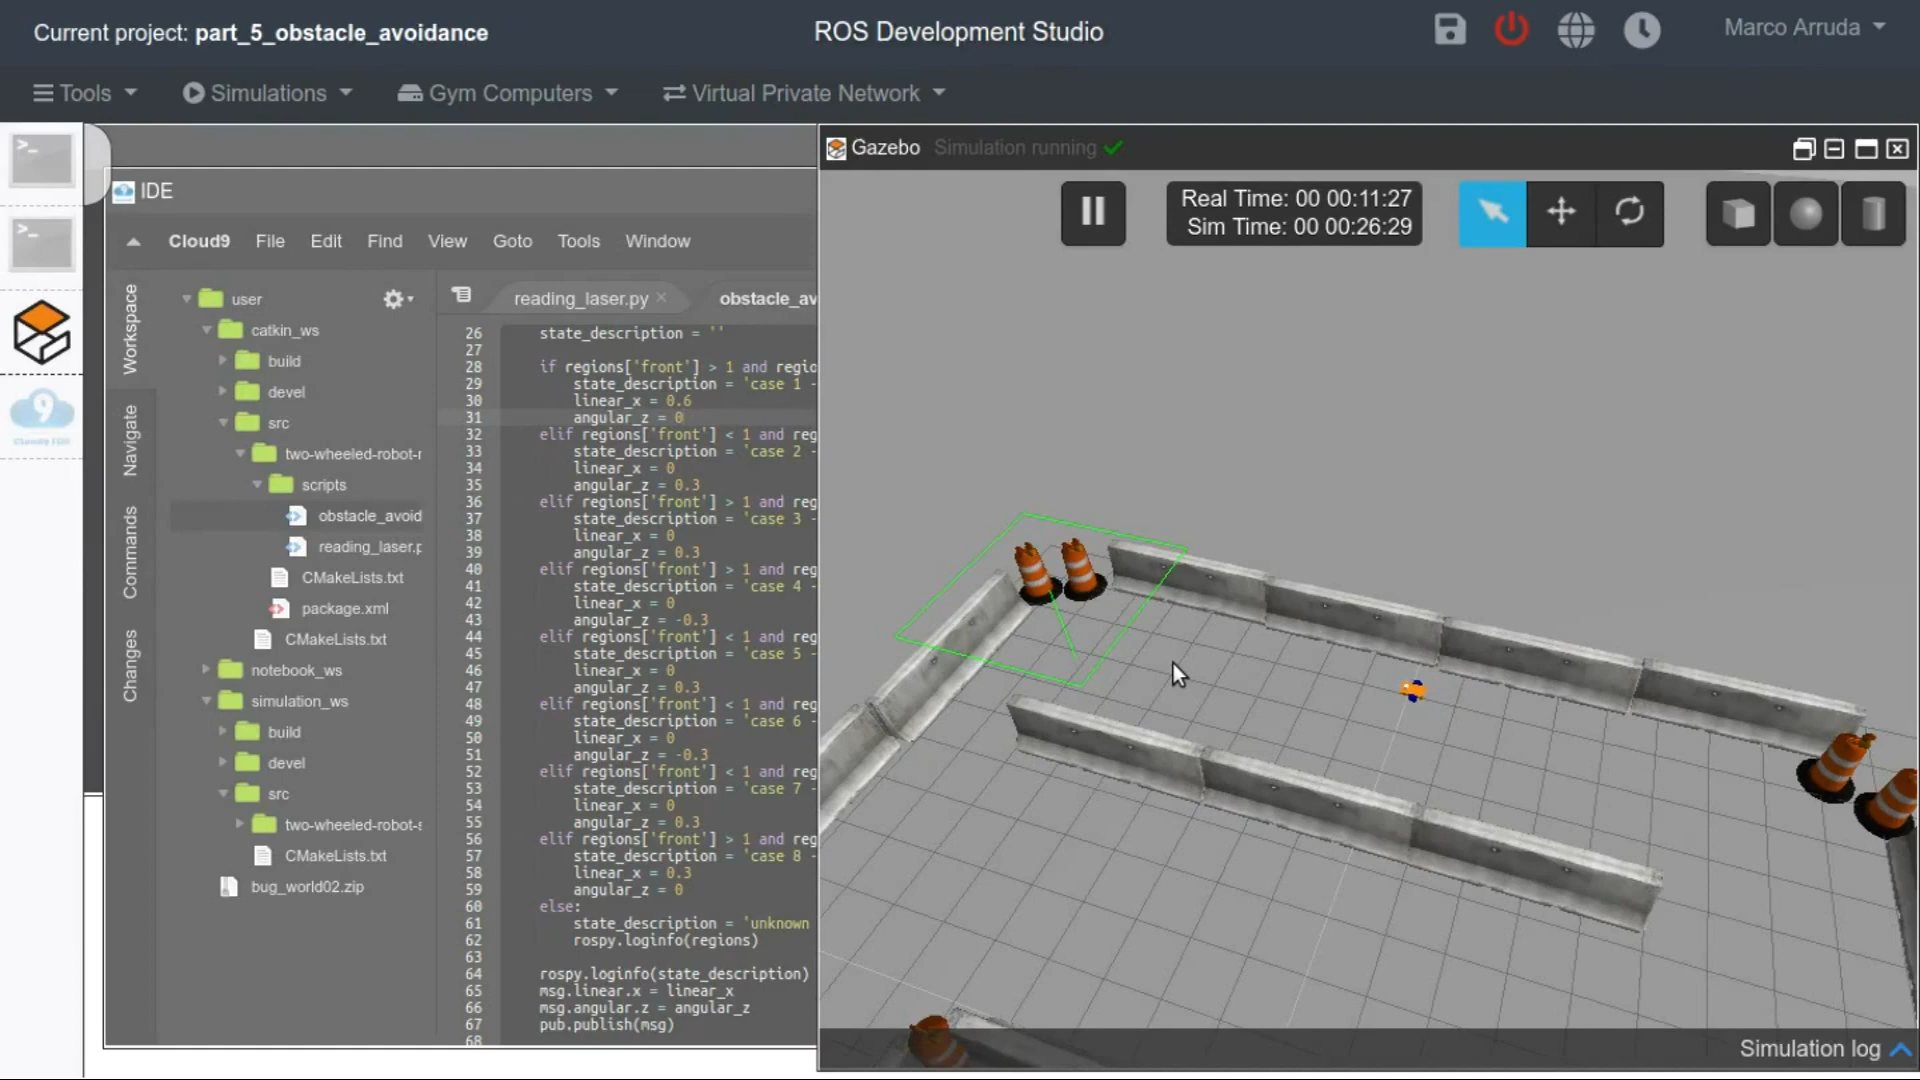 Current project: part_5_obstacle_avoidance
ROS Development Studio
Marco Arruda
Tools
Simulations
Gym Computers
Virtual Private Network
IDE
Cloud9 File Edit Find View Goto Tools Window
Workspace
Navigate
Commands
Changes
user
catkin_ws
build
devel
src
two-wheeled-robot-r
scripts
obstacle_avoid
reading_laser.p
CMakeLists.txt
package.xml
CMakeLists.txt
notebook_ws
simulation_ws
build
devel
src
two-wheeled-robot-s
CMakeLists.txt
bug_world02.zip
reading_laser.py
obstacle_av
26 state_description = ''
27
28 if regions['front'] > 1 and regio
29 state_description = 'case 1 -
30 linear_x = 0.6
31 angular_z = 0
32 elif regions['front'] < 1 and reg
33 state_description = 'case 2 -
34 linear_x = 0
35 angular_z = 0.3
36 elif regions['front'] > 1 and reg
37 state_description = 'case 3 -
38 linear_x = 0
39 angular_z = 0.3
40 elif regions['front'] > 1 and reg
41 state_description = 'case 4 -
42 linear_x = 0
43 angular_z = -0.3
44 elif regions['front'] < 1 and reg
45 state_description = 'case 5 -
46 linear_x = 0
47 angular_z = 0.3
48 elif regions['front'] < 1 and reg
49 state_description = 'case 6 -
50 linear_x = 0
51 angular_z = -0.3
52 elif regions['front'] < 1 and reg
53 state_description = 'case 7 -
54 linear_x = 0
55 angular_z = 0.3
56 elif regions['front'] > 1 and reg
57 state_description = 'case 8 -
58 linear_x = 0.3
59 angular_z = 0
60 else:
61 state_description = 'unknown
62 rospy.loginfo(regions)
63
64 rospy.loginfo(state_description)
65 msg.linear.x = linear_x
66 msg.angular.z = angular_z
67 pub.publish(msg)
68
Gazebo Simulation running
Real Time: 00 00:11:27
Sim Time: 00 00:26:29
Simulation log